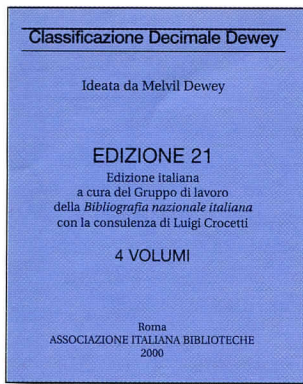 Classificazione Decimale Dewey
Ideata da Melvil Dewey
EDIZIONE 21
Edizione italiana
a cura del Gruppo di lavoro
della Bibliografia nazionale italiana
con la consulenza di Luigi Crocetti
4 VOLUMI
Roma
ASSOCIAZIONE ITALIANA BIBLIOTECHE
2000